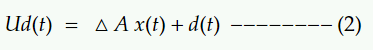 Ud(t) = △ A x(t) + d(t) −−−−−−−− (2)